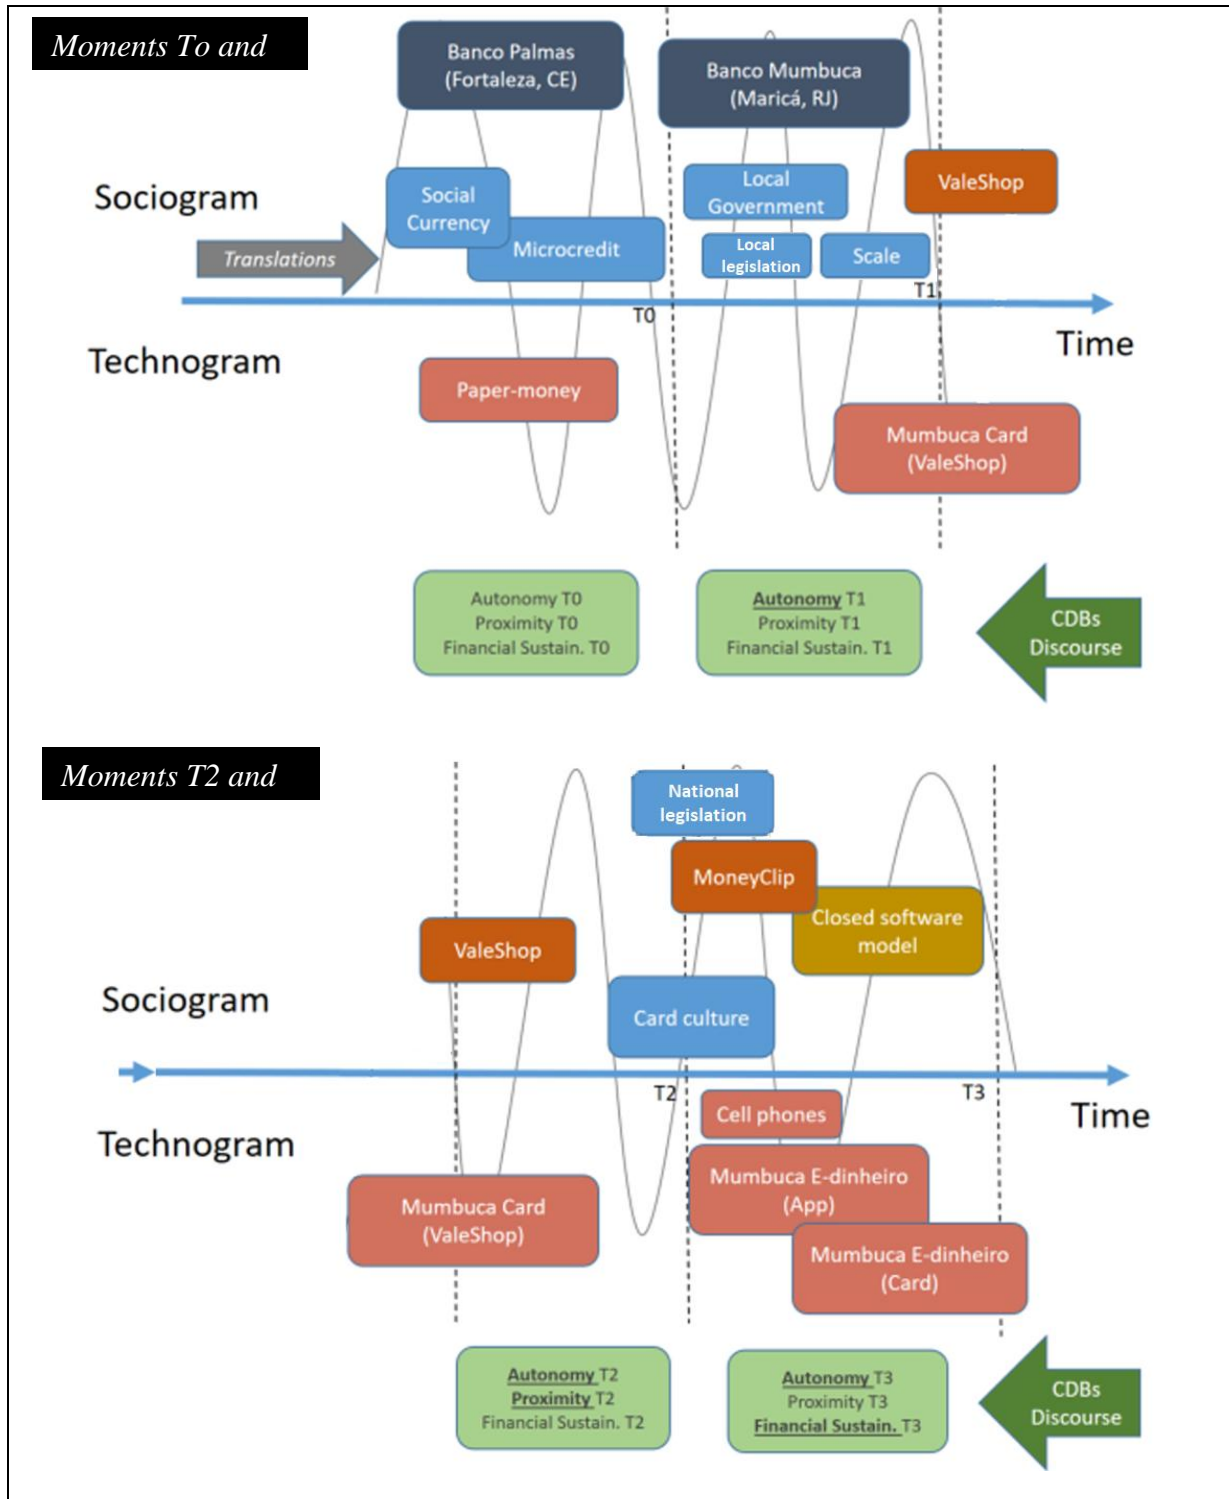 Moments To and
Banco Palmas
(Fortaleza, CE)
Banco Mumbuca
(Maricá, RJ)
Sociogram
Social
Currency
Local
Government
ValeShop
Translations
Microcredit
Local
legislation
Scale
T0
T1
Technogram
Time
Paper-money
Mumbuca Card
(ValeShop)
Autonomy T0
Proximity T0
Financial Sustain. T0
Autonomy T1
Proximity T1
Financial Sustain. T1
CDBs
Discourse
Moments T2 and
National
legislation
MoneyClip
Closed software
model
ValeShop
Sociogram
Card culture
T2
T3
Technogram
Cell phones
Time
Mumbuca Card
(ValeShop)
Mumbuca E-dinheiro
(App)
Mumbuca E-dinheiro
(Card)
Autonomy T2
Proximity T2
Financial Sustain. T2
Autonomy T3
Proximity T3
Financial Sustain. T3
CDBs
Discourse